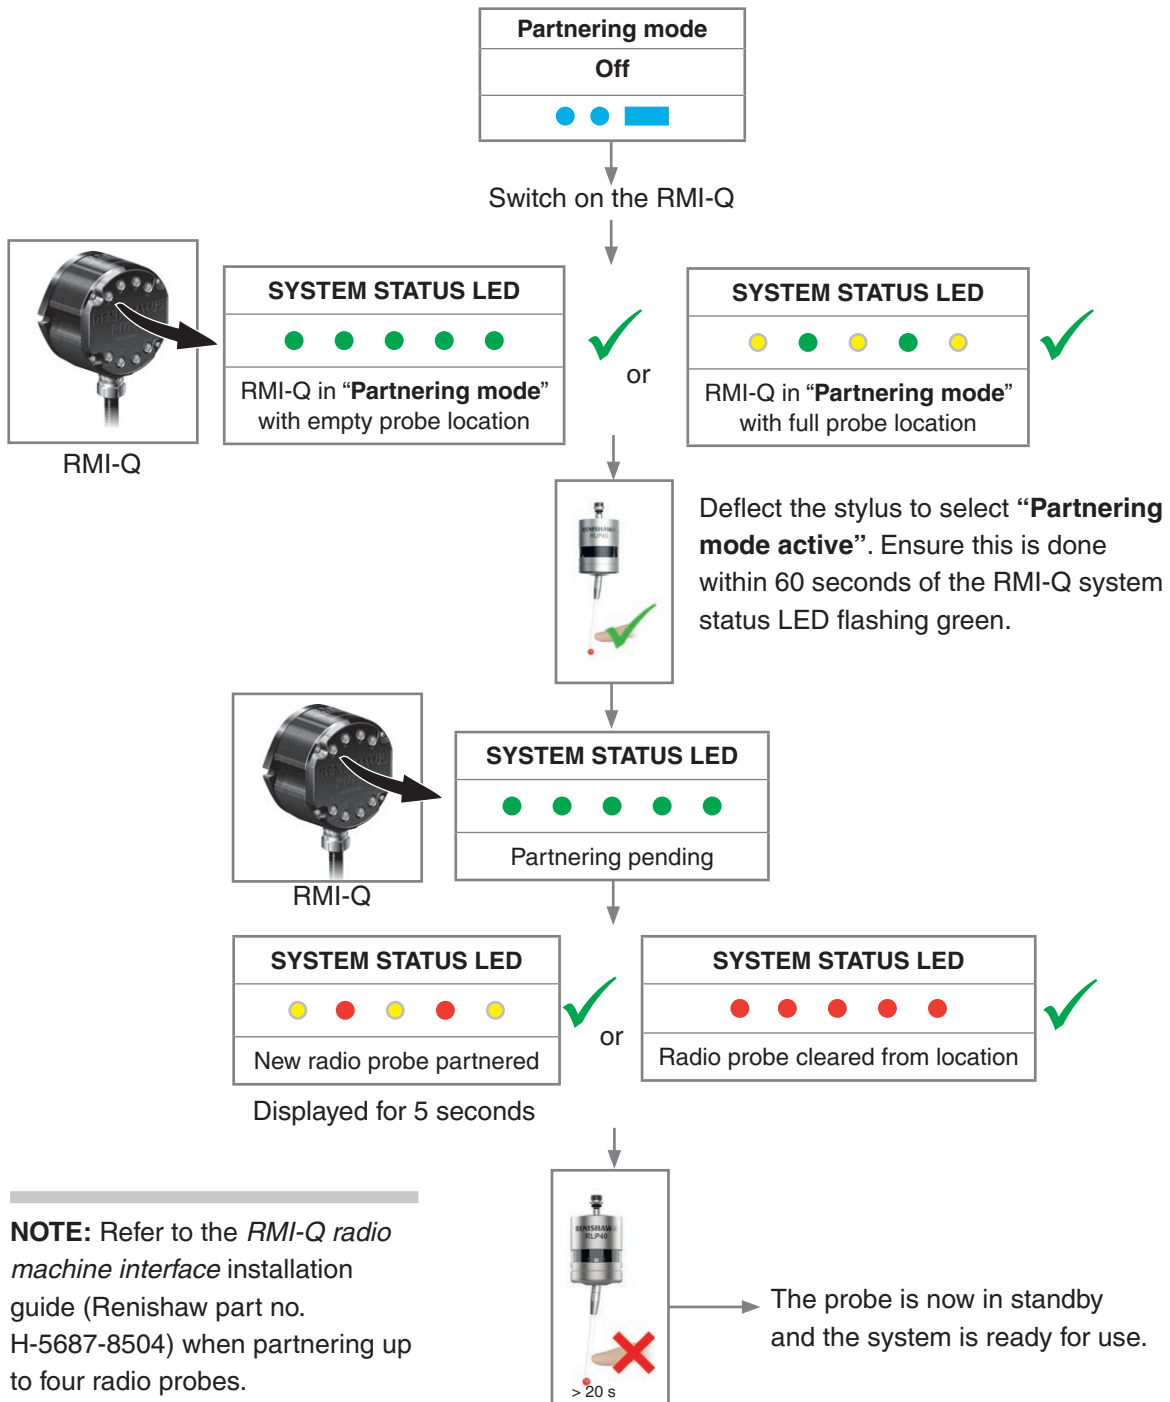 Partnering mode
Off
Switch on the RMI-Q
SYSTEM STATUS LED
RMI-Q in “Partnering mode”
with empty probe location
or
SYSTEM STATUS LED
RMI-Q in “Partnering mode”
with full probe location
RMI-Q
RENISHAW
RLP40
Deflect the stylus to select “Partnering
mode active”. Ensure this is done
within 60 seconds of the RMI-Q system
status LED flashing green.
SYSTEM STATUS LED
Partnering pending
RMI-Q
SYSTEM STATUS LED
New radio probe partnered
or
SYSTEM STATUS LED
Radio probe cleared from location
Displayed for 5 seconds
NOTE: Refer to the RMI-Q radio
machine interface installation
guide (Renishaw part no.
H-5687-8504) when partnering up
to four radio probes.
RENISHAW
RLP40
> 20 s
The probe is now in standby
and the system is ready for use.